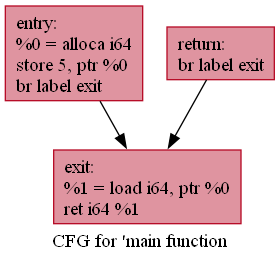 entry:
%0 = alloca i64
store 5, ptr %0
br label exit
return:
br label exit
exit:
%1 = load i64, ptr %0
ret i64 %1
CFG for 'main function